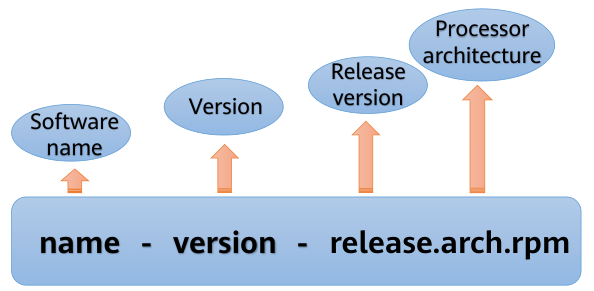 Processor
architecture
Release
version
Version
Software
name
name - version - release.arch.rpm